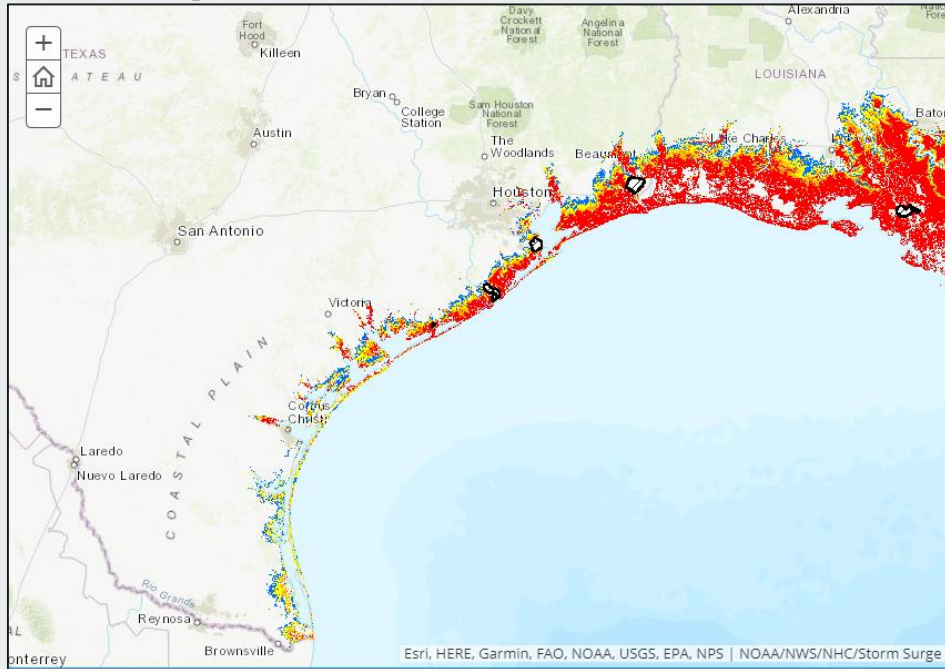 Davy
Crockett
National
Forest
Angelina
National
Forest
Alexandria
Fort
Hood
Killeen
+
TEXAS
LOUISIANA
S
ATEAU
−
Bryan
College
Station
Sam Houston
National
Forest
Austin
The
Woodlands
Beaumont
Lake Charles
Baton
Houston
San Antonio
Victoria
COASTAL PLAIN
Corpus
Christi
Laredo
Nuevo Laredo
Río Grande
Reynosa
Brownsville
AL
onterrey
Esri, HERE, Garmin, FAO, NOAA, USGS, EPA, NPS | NOAA/NWS/NHC/Storm Surge